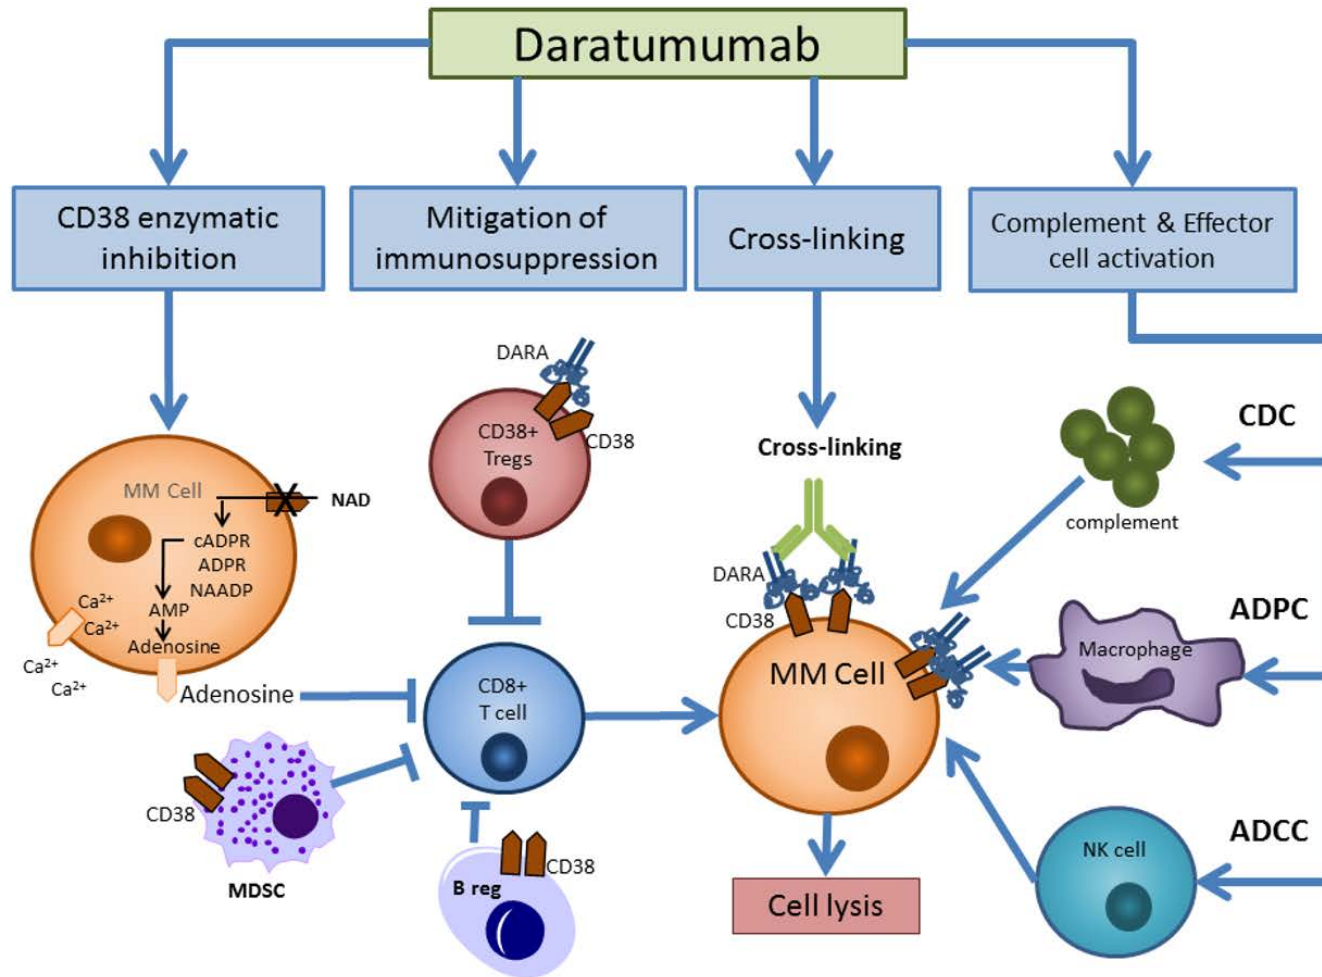 Daratumumab
CD38 enzymatic
inhibition
Mitigation of
immunosuppression
Cross-linking
Complement & Effector
cell activation
DARA
CD38+
Tregs
CD38
Cross-linking
CDC
complement
MM Cell
NAD
cADPR
ADPR
NAADP
AMP
Adenosine
Ca2+
Ca2+
Ca2+
Ca2+
Adenosine
DARA
CD38
MM Cell
ADPC
Macrophage
CD8+
T cell
CD38
MDSC
B reg
CD38
Cell lysis
ADCC
NK cell